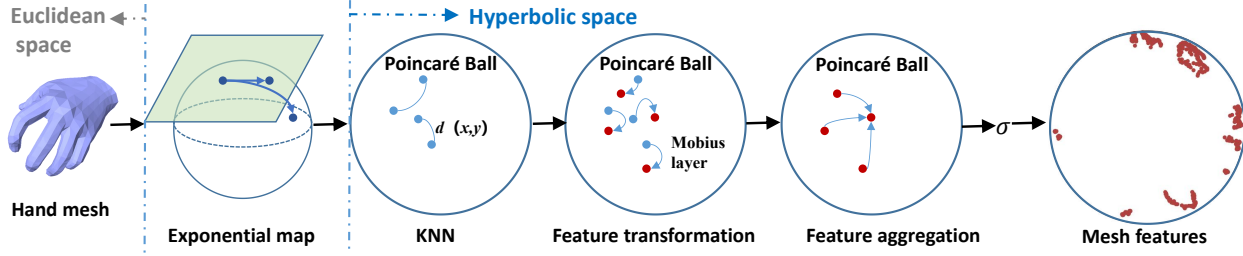 Euclidean
space
Hyperbolic space
Poincaré Ball
Poincaré Ball
Poincaré Ball
d (x,y)
Mobius
layer
σ
Hand mesh
Exponential map
KNN
Feature transformation
Feature aggregation
Mesh features